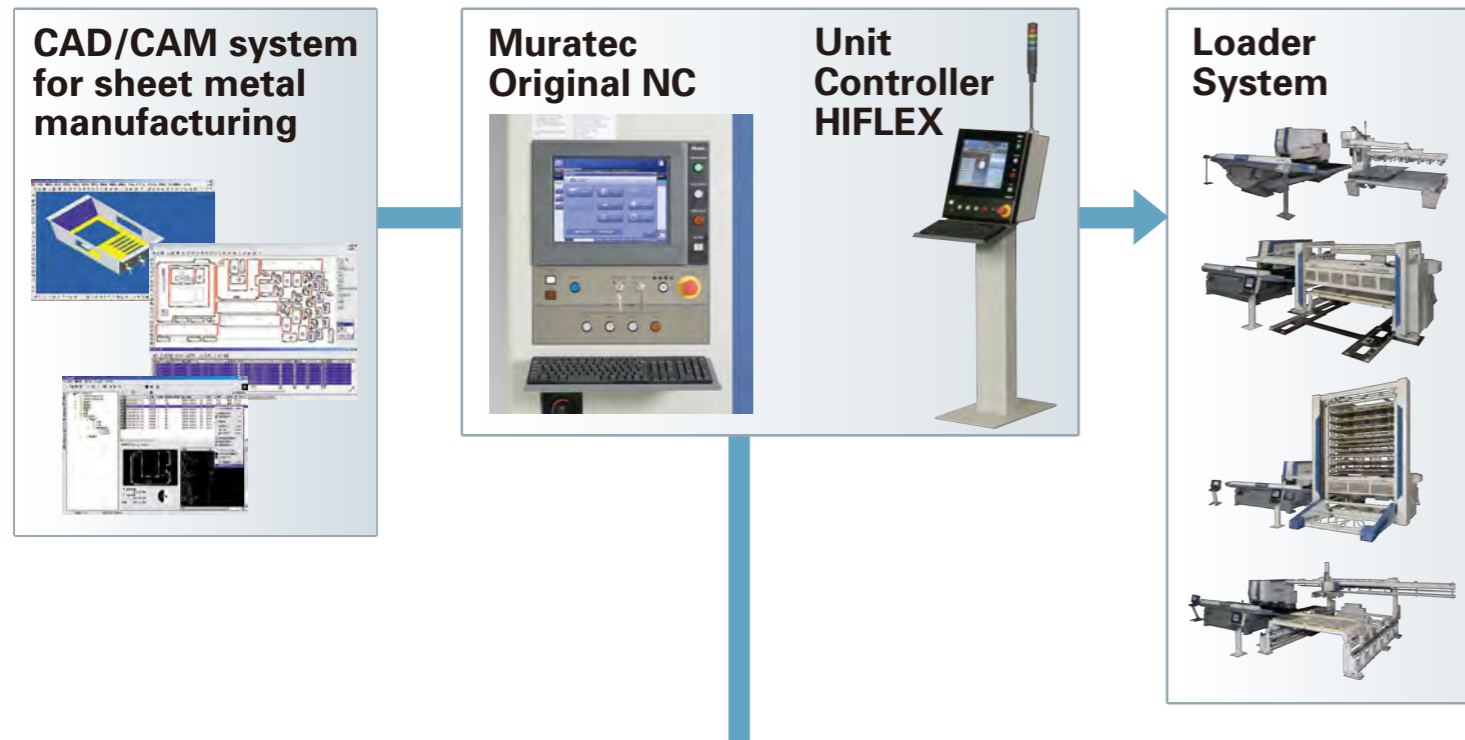 CAD/CAM system
for sheet metal
manufacturing
Muratec
Original NC
Unit
Controller
HIFLEX
Loader
System